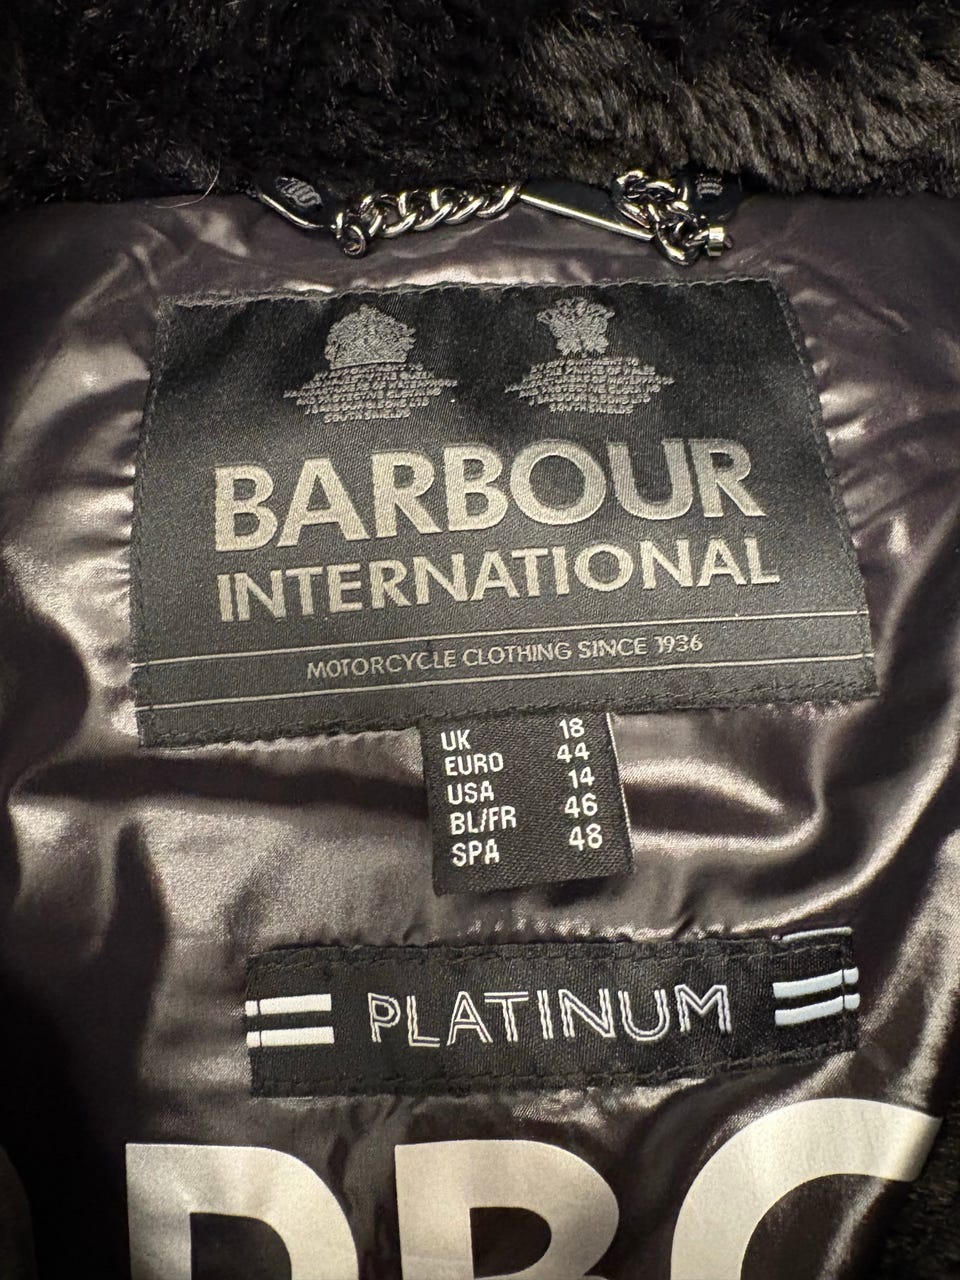 BARBOUR
INTERNATIONAL
MOTORCYCLE CLOTHING SINCE 1936
UK 18
EURO 44
USA 14
BL/FR 46
SPA 48
PLATINUM